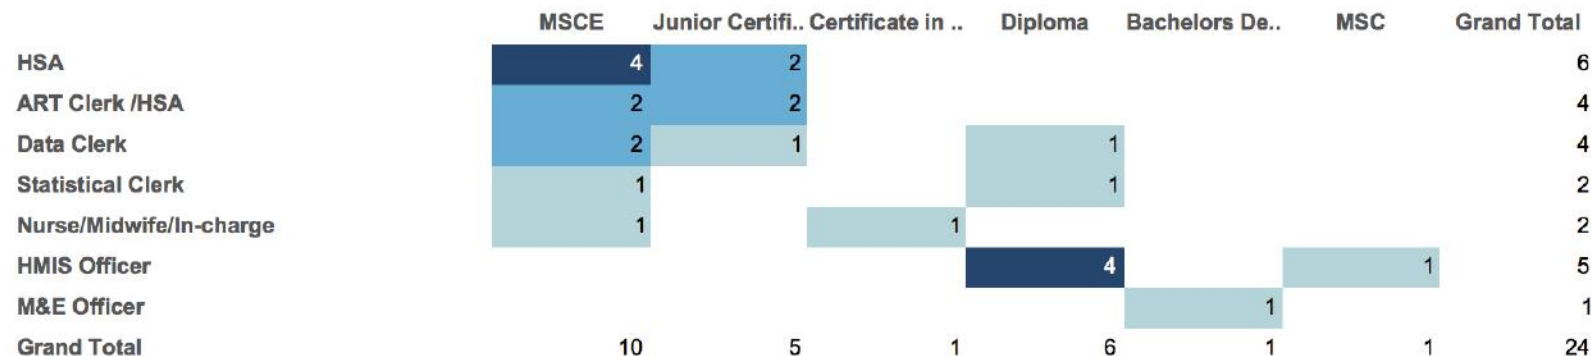 MSCE Junior Certifi.. Certificate in .. Diploma Bachelors De.. MSC Grand Total
HSA 4 2 6
ART Clerk /HSA 2 2 4
Data Clerk 2 1 1 4
Statistical Clerk 1 1 2
Nurse/Midwife/In-charge 1 1 2
HMIS Officer 4 1 5
M&E Officer 1 1
Grand Total 10 5 1 6 1 1 24